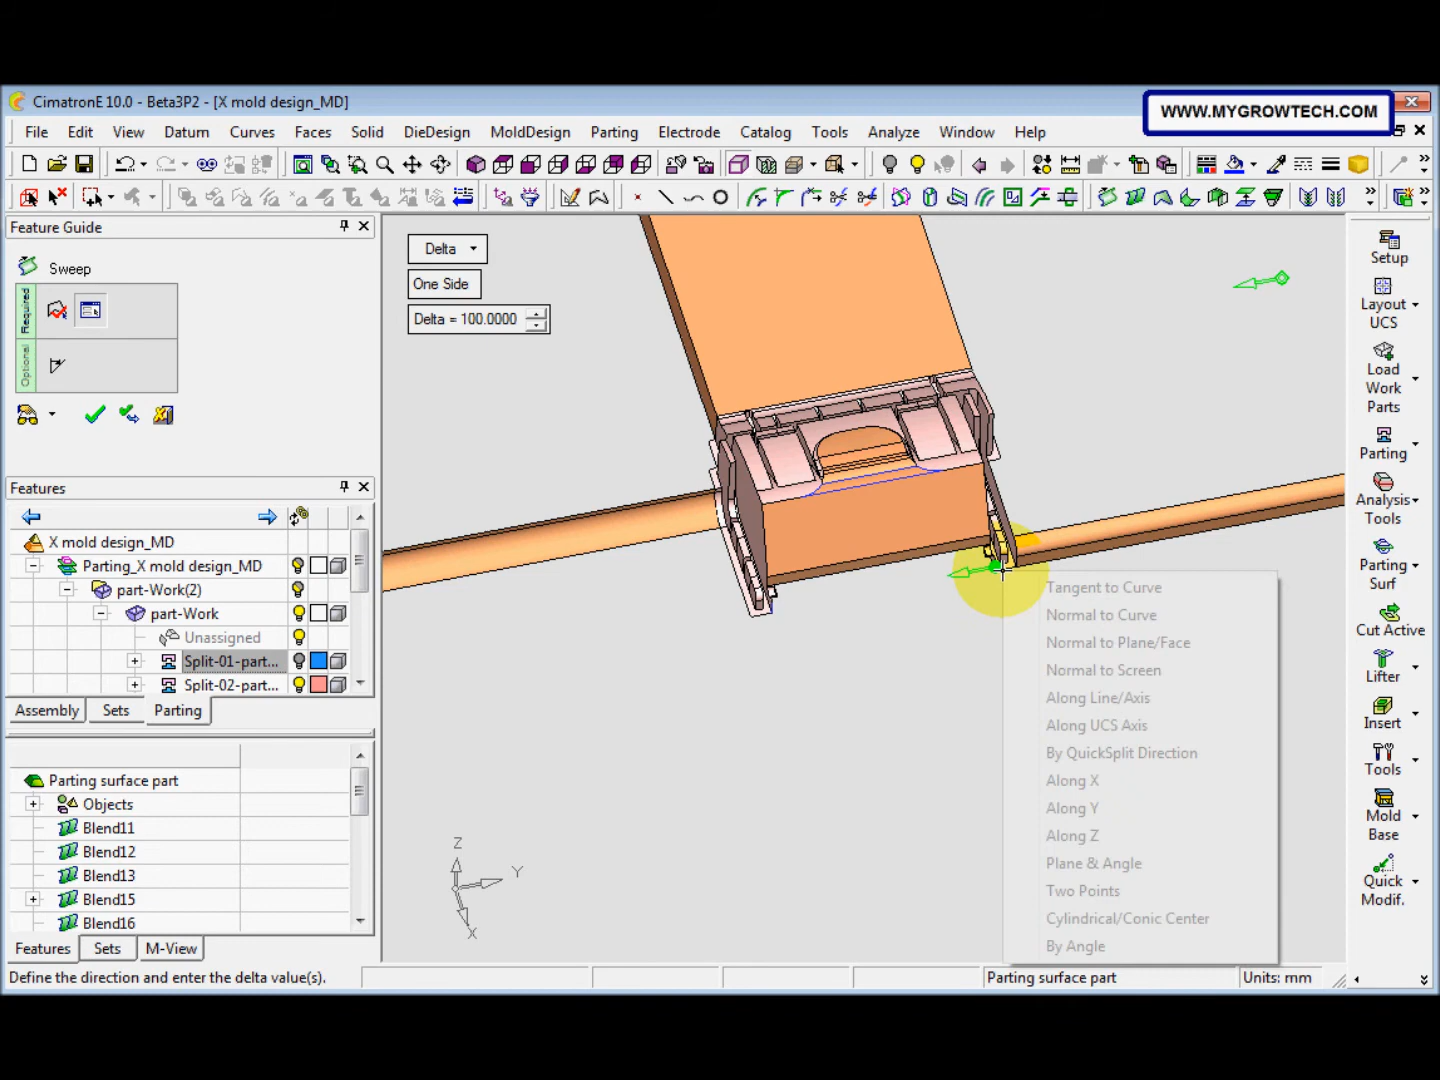 CimatronE 10.0 - Beta3P2 - [X mold design_MD]
WWW.MYGROWTECH.COM
File Edit View Datum Curves Faces Solid DieDesign MoldDesign Parting Electrode Catalog Tools Analyze Window Help
Feature Guide
Sweep
Required
Optional
Delta
One Side
Delta = 100.0000
Features
X mold design_MD
Parting_X mold design_MD
part-Work(2)
part-Work
Unassigned
Split-01-part...
Split-02-part...
Assembly Sets Parting
Parting surface part
Objects
Blend11
Blend12
Blend13
Blend15
Blend16
Features Sets M-View
Z
Y
X
Tangent to Curve
Normal to Curve
Normal to Plane/Face
Normal to Screen
Along Line/Axis
Along UCS Axis
By QuickSplit Direction
Along X
Along Y
Along Z
Plane & Angle
Two Points
Cylindrical/Conic Center
By Angle
Setup
Layout
UCS
Load
Work
Parts
Parting
Analysis
Tools
Parting
Surf
Cut Active
Lifter
Insert
Tools
Mold
Base
Quick
Modif.
Define the direction and enter the delta value(s).
Parting surface part
Units: mm